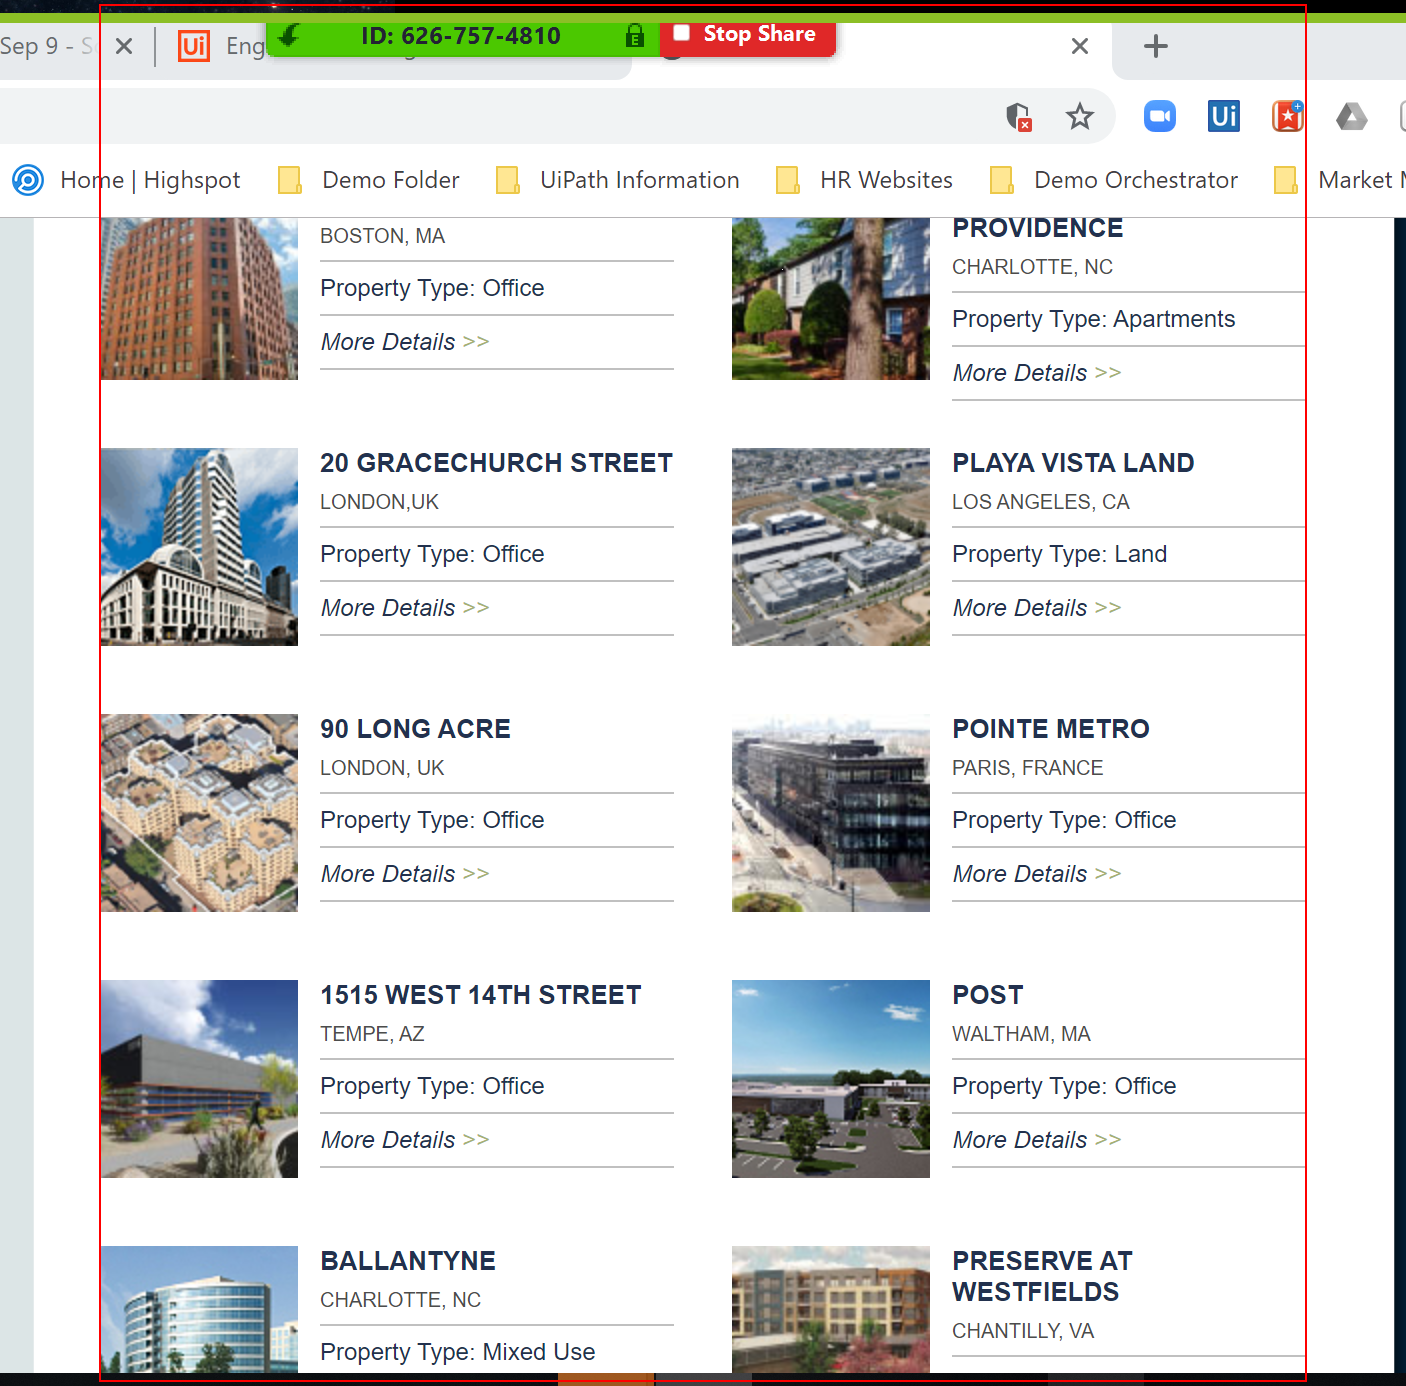 Sep 9 - S
Ui
Eng
ID: 626-757-4810
Stop Share
Ui
Home | Highspot
Demo Folder
UiPath Information
HR Websites
Demo Orchestrator
Market
BOSTON, MA
Property Type: Office
More Details >>
PROVIDENCE
CHARLOTTE, NC
Property Type: Apartments
More Details >>
20 GRACECHURCH STREET
LONDON,UK
Property Type: Office
More Details >>
PLAYA VISTA LAND
LOS ANGELES, CA
Property Type: Land
More Details >>
90 LONG ACRE
LONDON, UK
Property Type: Office
More Details >>
POINTE METRO
PARIS, FRANCE
Property Type: Office
More Details >>
1515 WEST 14TH STREET
TEMPE, AZ
Property Type: Office
More Details >>
POST
WALTHAM, MA
Property Type: Office
More Details >>
BALLANTYNE
CHARLOTTE, NC
Property Type: Mixed Use
PRESERVE AT
WESTFIELDS
CHANTILLY, VA